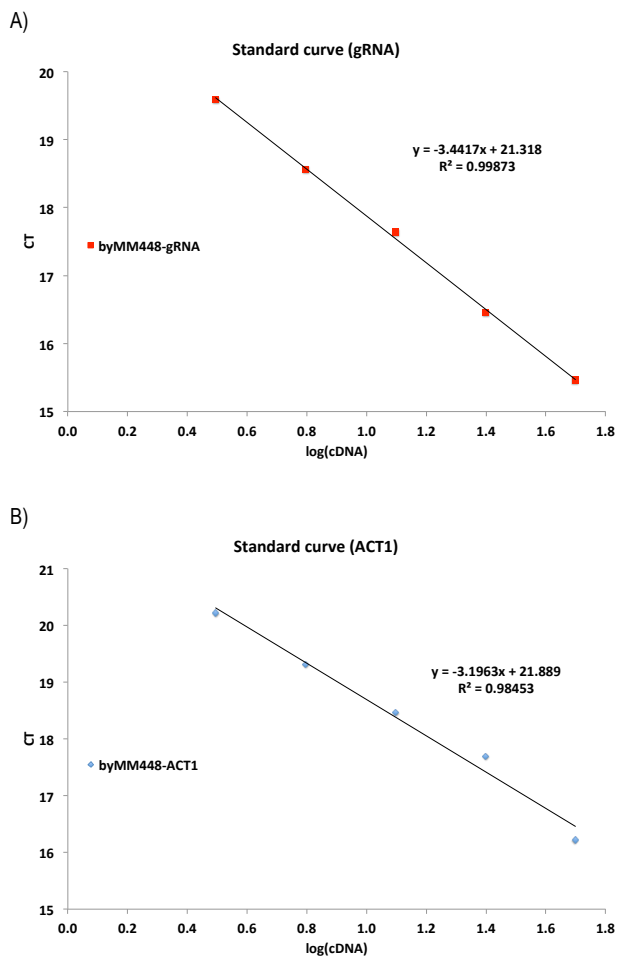 A)
Standard curve (gRNA)
20
19
18
17
16
15
CT
y = -3.4417x + 21.318
R² = 0.99873
byMM448-gRNA
0.0 0.2 0.4 0.6 0.8 1.0 1.2 1.4 1.6 1.8
log(cDNA)
B)
Standard curve (ACT1)
21
20
19
18
17
16
15
CT
y = -3.1963x + 21.889
R² = 0.98453
byMM448-ACT1
0.0 0.2 0.4 0.6 0.8 1.0 1.2 1.4 1.6 1.8
log(cDNA)